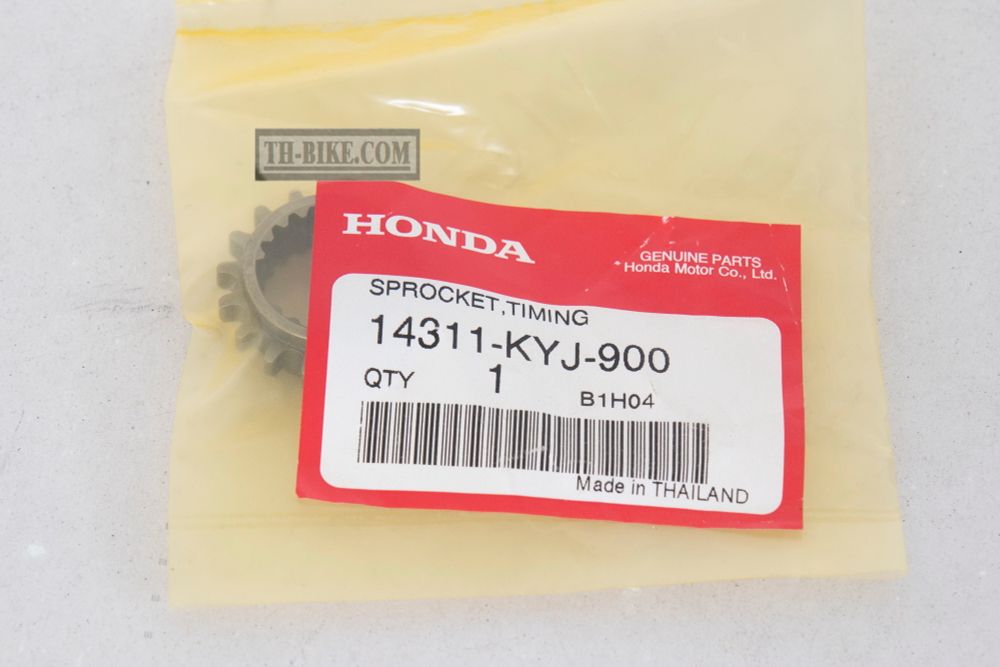 TH-BIKE.COM
HONDA
GENUINE PARTS
* Honda Motor Co., Ltd.
SPROCKET,TIMING
14311-KYJ-900
QTY 1 B1H04
Made in THAILAND